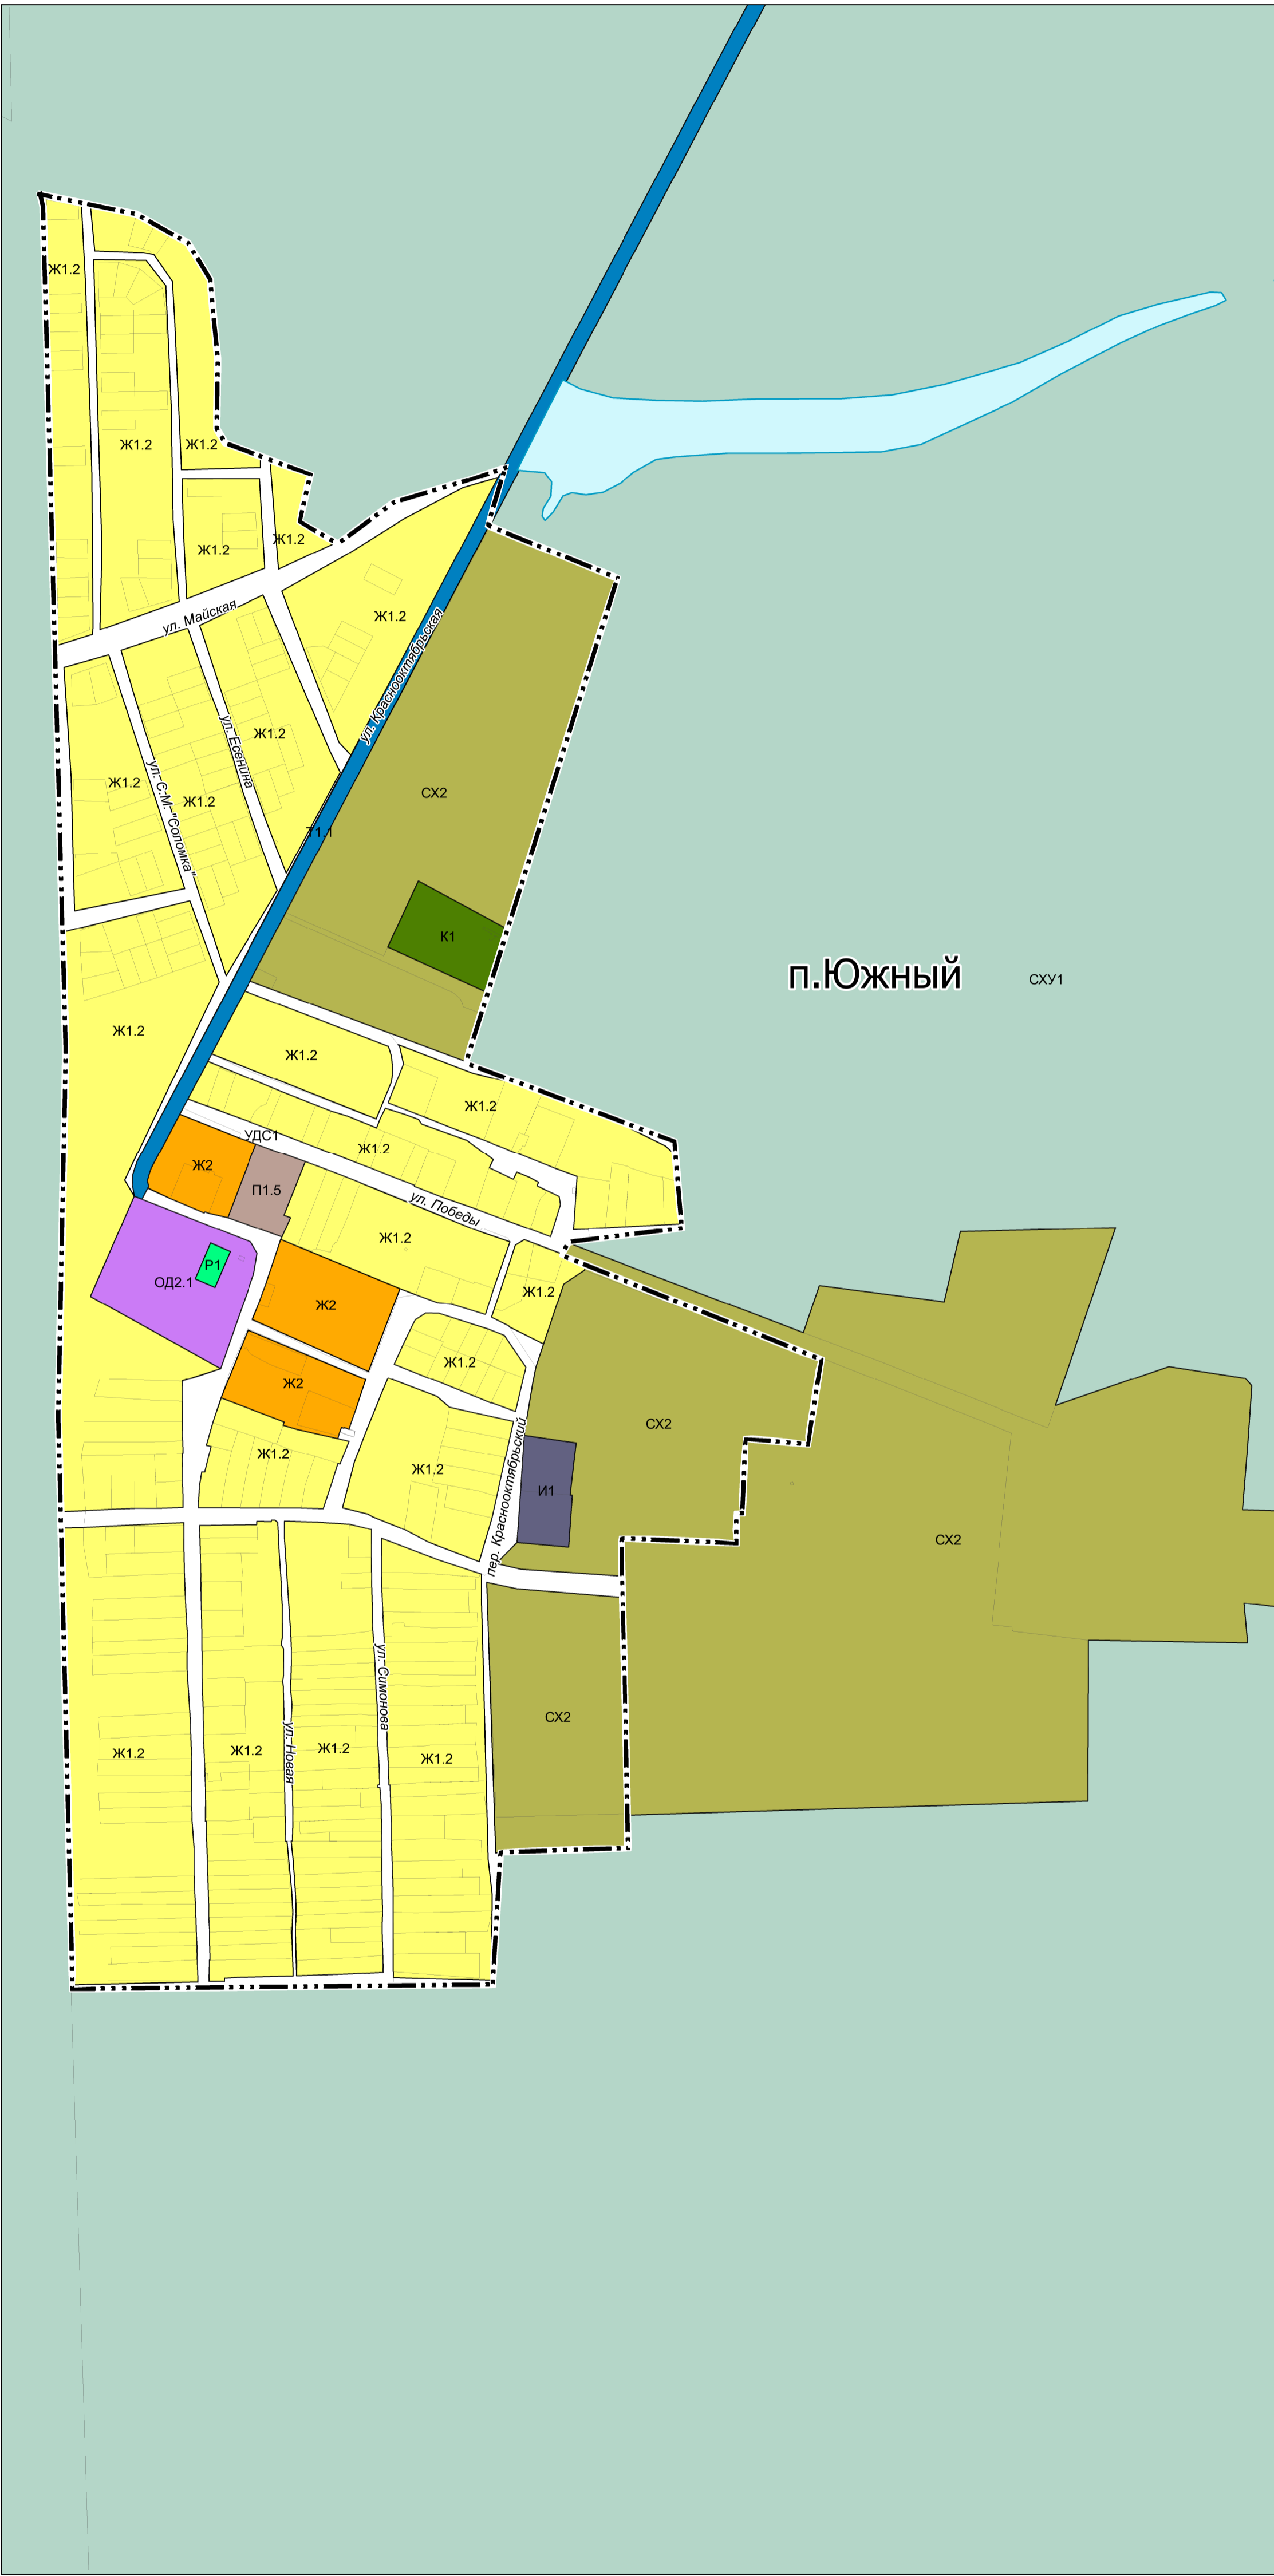 Ж1.2
Ж1.2
Ж1.2
Ж1.2
Ж1.2
ул. Майская
Ж1.2
ул. Краснооктябрьская
Ж1.2
ул. Есенина
Ж1.2
ул. С.М. "Соломка"
Ж1.2
СХ2
Т1.1
К1
п.Южный
СХУ1
Ж1.2
Ж1.2
Ж1.2
УДС1
Ж1.2
Ж2
П1.5
ул. Победы
Ж1.2
Р1
ОД2.1
Ж1.2
Ж2
Ж1.2
Ж2
СХ2
Ж1.2
Ж1.2
пер. Краснооктябрьский
И1
СХ2
ул. Симонова
СХ2
Ж1.2
Ж1.2
ул. Новая
Ж1.2
Ж1.2